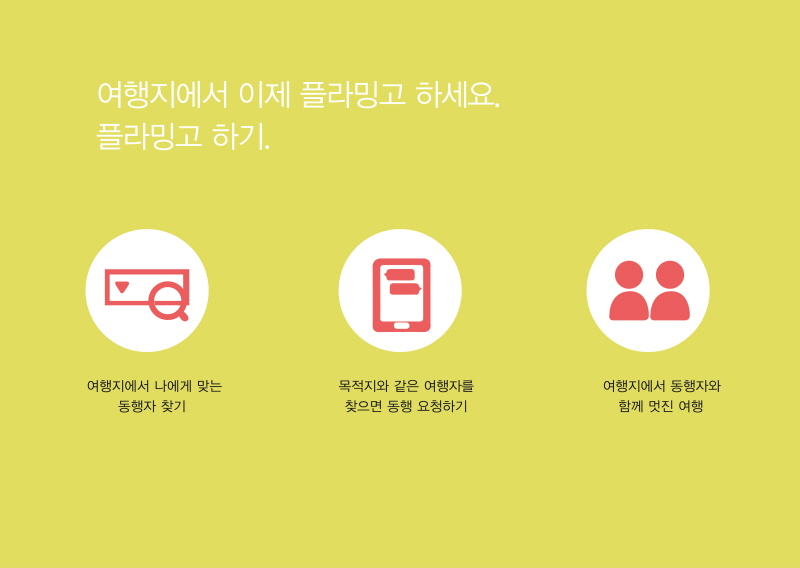 여행지에서 이제 플라밍고 하세요.
플라밍고 하기.
여행지에서 나에게 맞는
동행자 찾기
목적지와 같은 여행자를
찾으면 동행 요청하기
여행지에서 동행자와
함께 멋진 여행